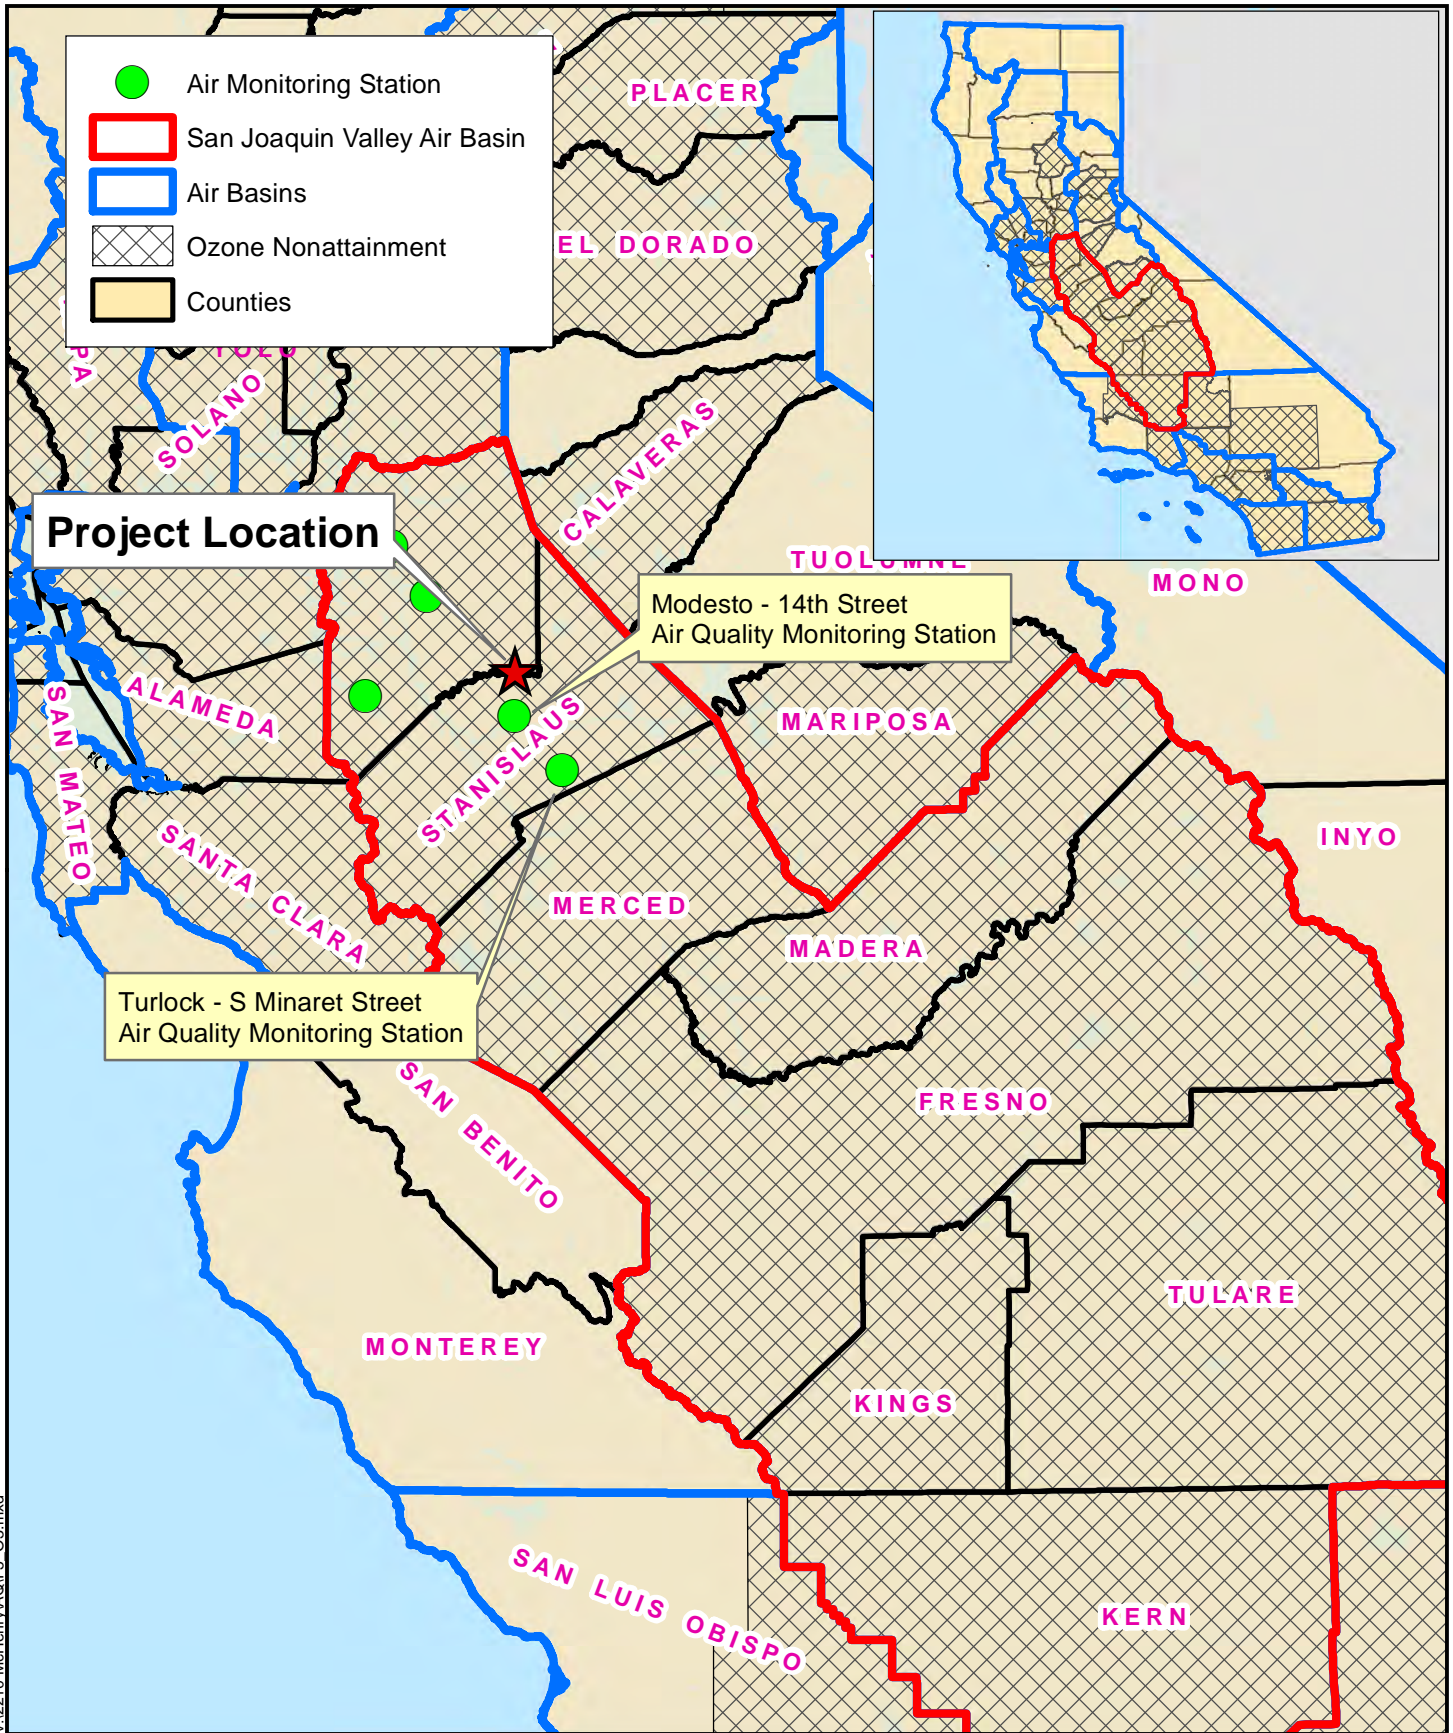 Air Monitoring Station
San Joaquin Valley Air Basin
Air Basins
Ozone Nonattainment
Counties
PLACER
EL DORADO
SOLANO
CALAVERAS
Project Location
TUOLUMNE
MONO
Modesto - 14th Street
Air Quality Monitoring Station
ALAMEDA
SAN MATEO
STANISLAUS
MARIPOSA
INYO
SANTA CLARA
MERCED
MADERA
Turlock - S Minaret Street
Air Quality Monitoring Station
SAN BENITO
FRESNO
TULARE
MONTEREY
KINGS
SAN LUIS OBISPO
KERN